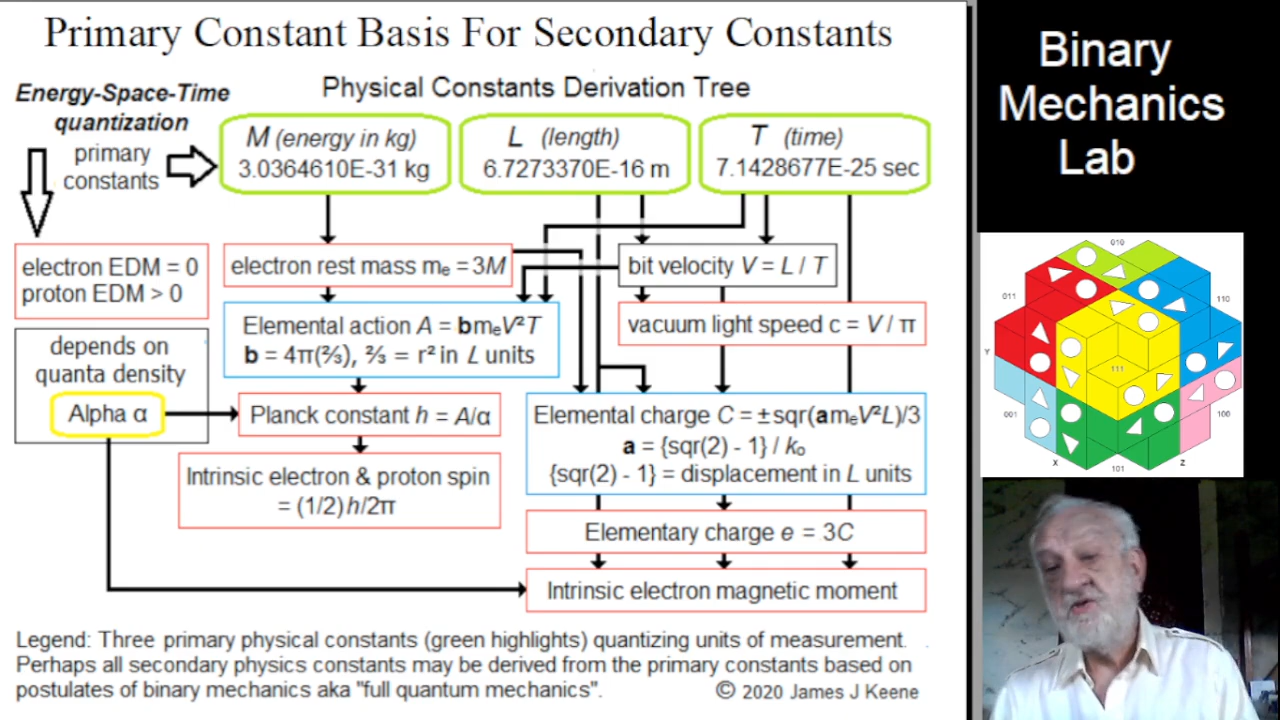 Primary Constant Basis For Secondary Constants
Physical Constants Derivation Tree
Energy-Space-Time
quantization
primary
constants
M (energy in kg)
3.0364610E-31 kg
L (length)
6.7273370E-16 m
T (time)
7.1428677E-25 sec
electron EDM = 0
proton EDM > 0
electron rest mass mₑ = 3M
bit velocity V = L / T
Elemental action A = bmₑV²T
b = 4π(⅔), ⅔ = r² in L units
vacuum light speed c = V / π
depends on
quanta density
Alpha α
Planck constant h = A/α
Elemental charge C = ±sqr(amₑV²L)/3
a = {sqr(2) - 1} / kₒ
{sqr(2) - 1} = displacement in L units
Intrinsic electron & proton spin
= (1/2)h/2π
Elementary charge e = 3C
Intrinsic electron magnetic moment
Legend: Three primary physical constants (green highlights) quantizing units of measurement.
Perhaps all secondary physics constants may be derived from the primary constants based on
postulates of binary mechanics aka "full quantum mechanics".
© 2020 James J Keene
Binary
Mechanics
Lab
010
011
110
Y
111
001
100
X
Z
101